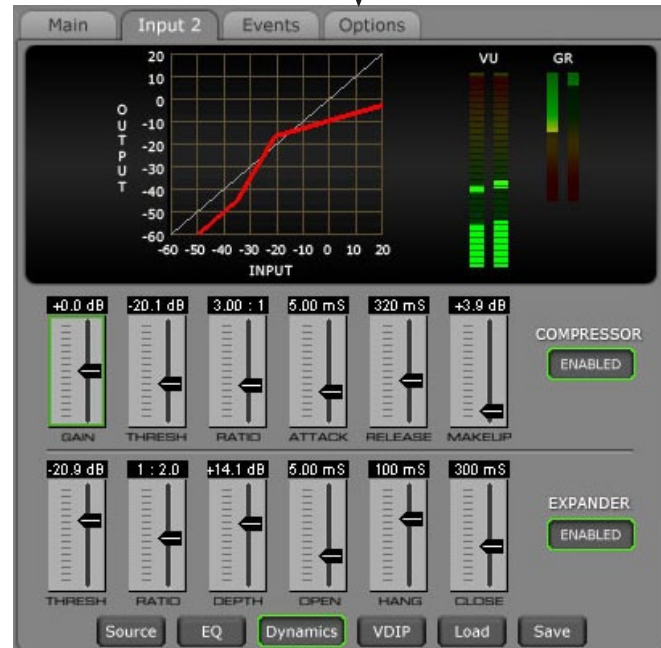 Main Input 2 Events Options
VU GR
20
10
0
-10
-20
-30
-40
-50
-60
OUTPUT
-60 -50 -40 -30 -20 -10 0 10 20
INPUT
+0.0 dB -20.1 dB 3.00 : 1 5.00 mS 320 mS +3.9 dB
COMPRESSOR
ENABLED
GAIN THRESH RATIO ATTACK RELEASE MAKEUP
-20.9 dB 1 : 2.0 +14.1 dB 5.00 mS 100 mS 300 mS
EXPANDER
ENABLED
THRESH RATIO DEPTH OPEN HANG CLOSE
Source EQ Dynamics VDIP Load Save